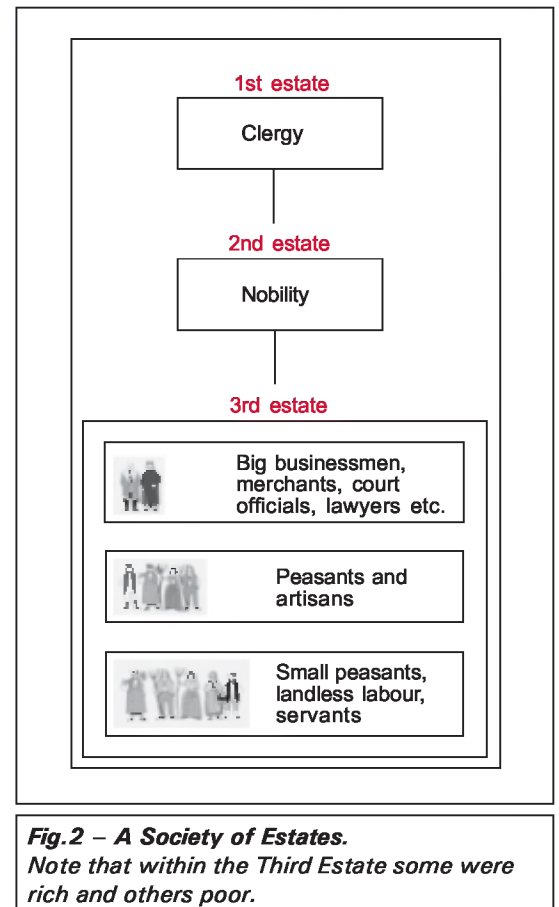 1st estate
Clergy
2nd estate
Nobility
3rd estate
Big businessmen,
merchants, court
officials, lawyers etc.
Peasants and
artisans
Small peasants,
landless labour,
servants
Fig.2 – A Society of Estates.
Note that within the Third Estate some were
rich and others poor.